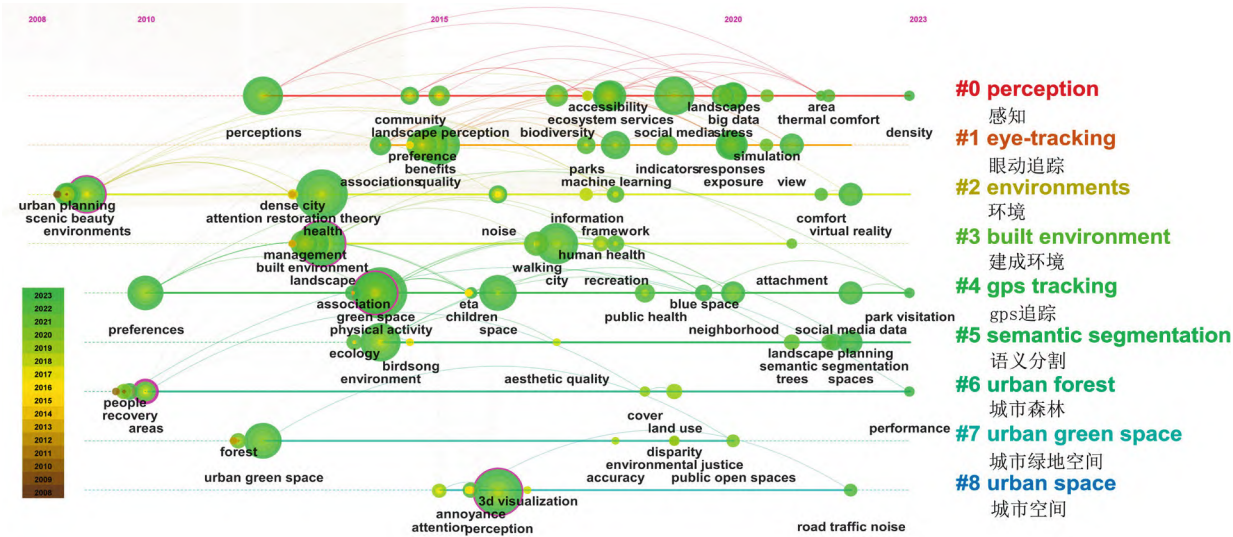 2008 2010 2015 2020 2023
#0 perception
感知
accessibility landscapes area
community ecosystem services big data thermal comfort
perceptions landscape perception biodiversity social media stress density
#1 eye-tracking
眼动追踪
preference simulation
benefits parks indicators responses
associations quality machine learning exposure view
#2 environments
环境
urban planning dense city
scenic beauty attention restoration theory information comfort
environments health noise framework virtual reality
#3 built environment
建成环境
management human health
built environment walking
landscape city recreation attachment
#4 gps tracking
gps追踪
association eta blue space
green space children public health park visitation
preferences physical activity space neighborhood social media data
#5 semantic segmentation
语义分割
ecology landscape planning
birdsong semantic segmentation
environment aesthetic quality trees spaces
#6 urban forest
城市森林
people
recovery cover
areas land use performance
#7 urban green space
城市绿地空间
forest disparity
environmental justice
urban green space accuracy public open spaces
#8 urban space
城市空间
3d visualization
annoyance
attention perception road traffic noise
2023
2022
2021
2020
2019
2018
2017
2016
2015
2014
2013
2012
2011
2010
2009
2008